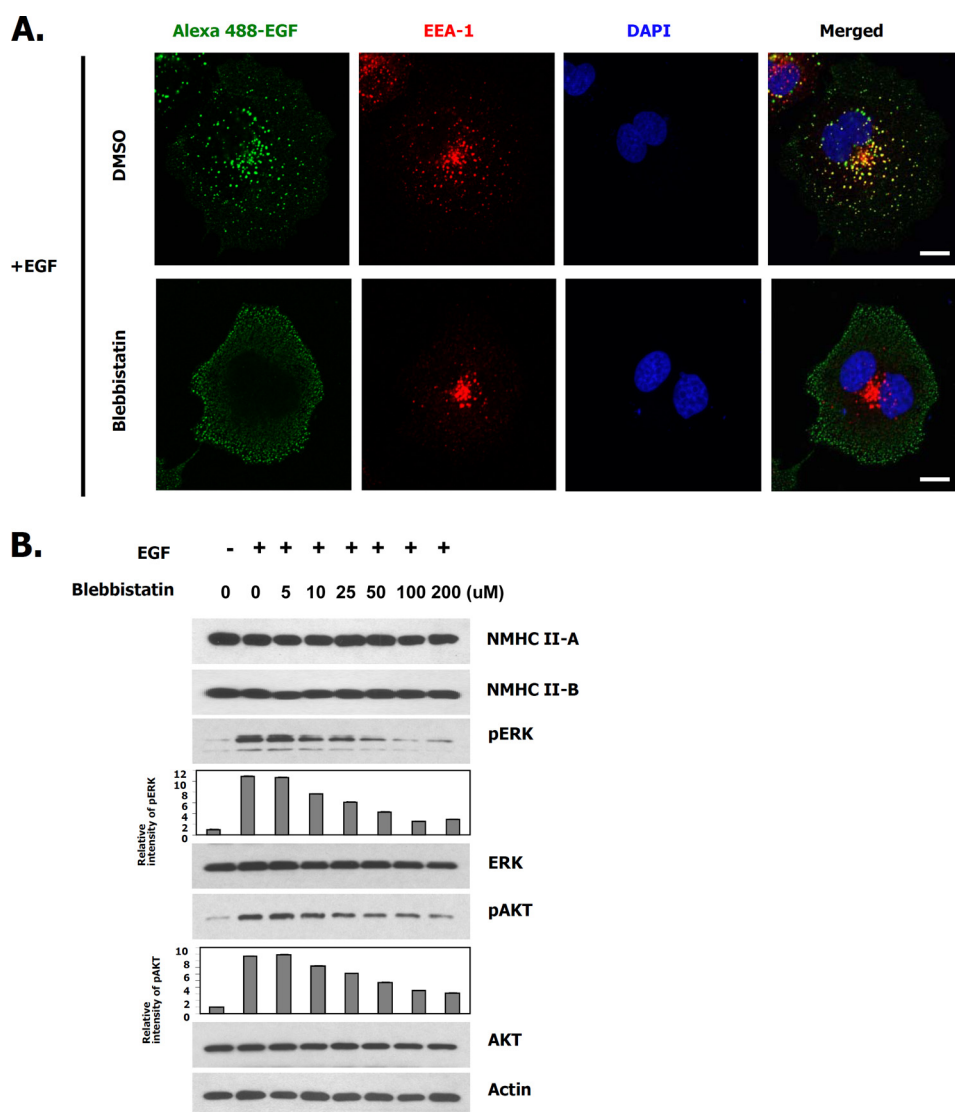 A.
Alexa 488-EGF EEA-1 DAPI Merged
DMSO
+EGF
Blebbistatin
B.
EGF - + + + + + + +
Blebbistatin 0 0 5 10 25 50 100 200 (uM)
NMHC II-A
NMHC II-B
pERK
Relative
intensity of pERK
12
10
8
6
4
2
0
ERK
pAKT
Relative
intensity of pAKT
10
8
6
4
2
0
AKT
Actin